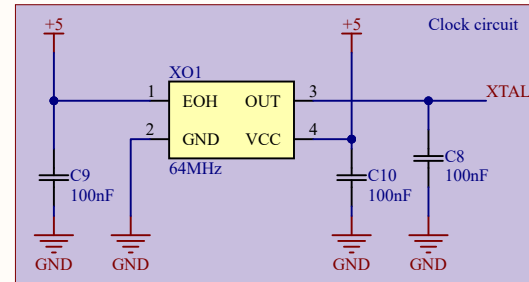 +5
+5
Clock circuit
XO1
1
EOH
OUT
3
XTAL
2
GND
VCC
4
64MHz
C9
100nF
C10
100nF
C8
100nF
GND
GND
GND
GND